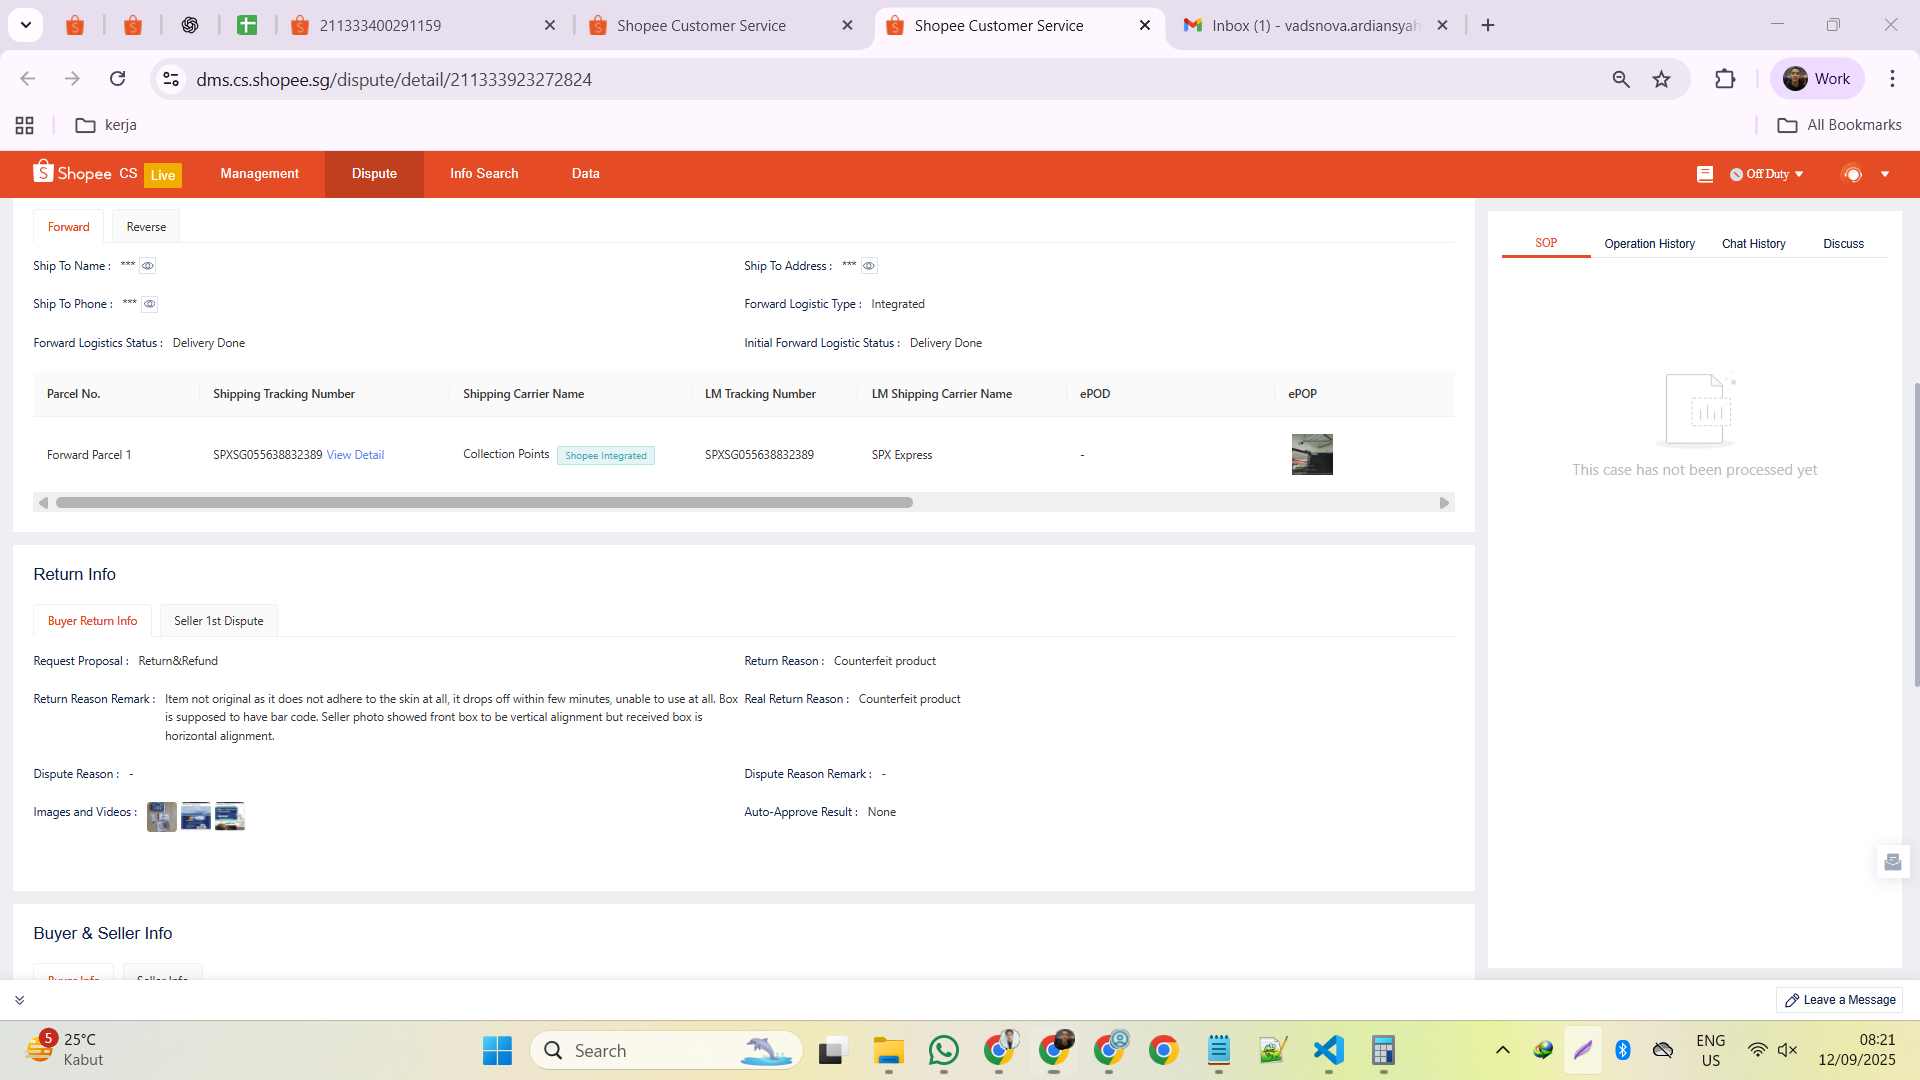 211333400291159
Shopee Customer Service
Shopee Customer Service
Inbox (1) - vadsnova.ardiansyah
dms.cs.shopee.sg/dispute/detail/211333923272824
Work
kerja
All Bookmarks
Shopee CS Live
Management
Dispute
Info Search
Data
Off Duty
Forward
Reverse
Ship To Name : ***
Ship To Address : ***
Ship To Phone : ***
Forward Logistic Type : Integrated
Forward Logistics Status : Delivery Done
Initial Forward Logistic Status : Delivery Done
Parcel No. Shipping Tracking Number Shipping Carrier Name LM Tracking Number LM Shipping Carrier Name ePOD ePOP
Forward Parcel 1 SPXSG055638832389 View Detail Collection Points Shopee Integrated SPXSG055638832389 SPX Express -
Return Info
Buyer Return Info
Seller 1st Dispute
Request Proposal : Return&Refund
Return Reason : Counterfeit product
Return Reason Remark : Item not original as it does not adhere to the skin at all, it drops off within few minutes, unable to use at all. Box
is supposed to have bar code. Seller photo showed front box to be vertical alignment but received box is
horizontal alignment.
Real Return Reason : Counterfeit product
Dispute Reason : -
Dispute Reason Remark : -
Images and Videos :
Auto-Approve Result : None
Buyer & Seller Info
Buyer Info
Seller Info
SOP
Operation History
Chat History
Discuss
This case has not been processed yet
Leave a Message
5
25°C
Kabut
Search
ENG
US
08:21
12/09/2025